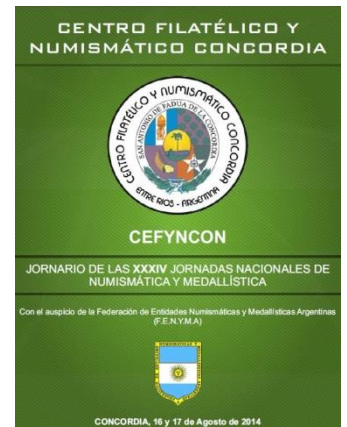 CENTRO FILATÉLICO Y
NUMISMÁTICO CONCORDIA
CENTRO FILATÉLICO Y NUMISMÁTICO CONCORDIA
SAN ANTONIO DE PADUA DE LA CONCORDIA
ENTRE RIOS - ARGENTINA
CEFYNCON
JORNARIO DE LAS XXXIV JORNADAS NACIONALES DE
NUMISMÁTICA Y MEDALLÍSTICA
Con el auspicio de la Federación de Entidades Numismáticas y Medallísticas Argentinas
(F.E.N.Y.M.A)
CONCORDIA, 16 y 17 de Agosto de 2014